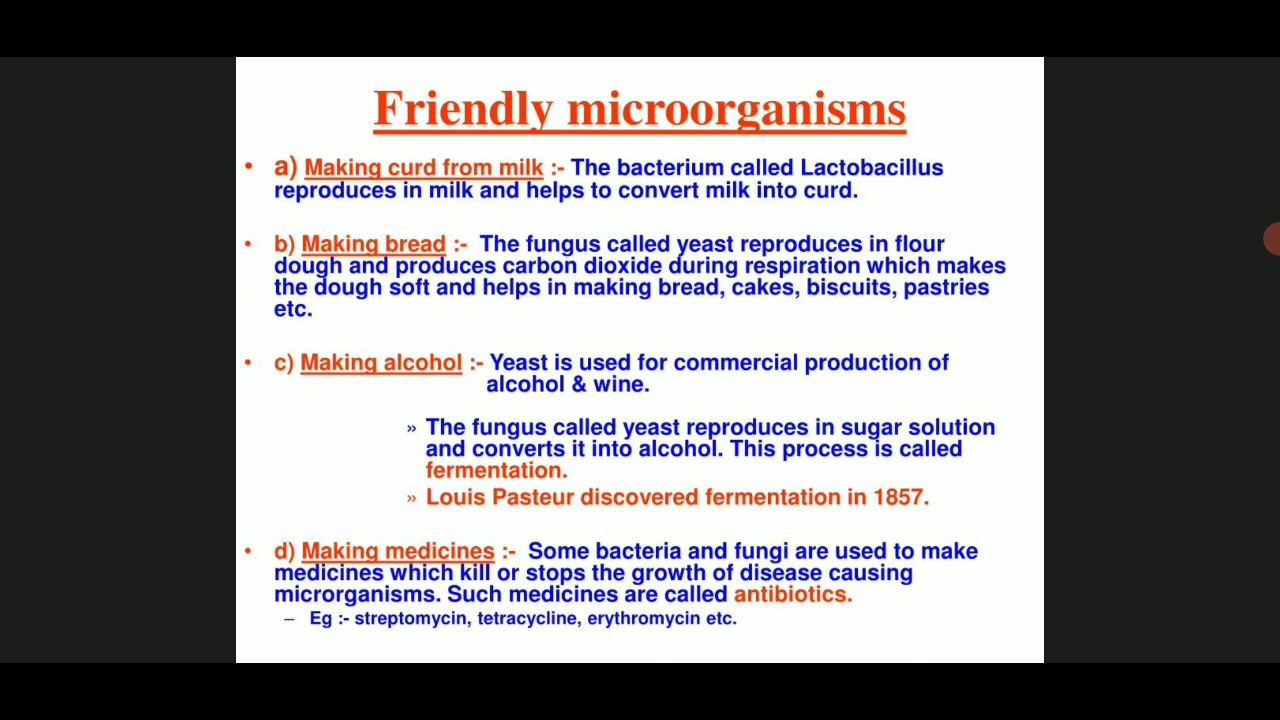 Friendly microorganisms
• a) Making curd from milk :- The bacterium called Lactobacillus
reproduces in milk and helps to convert milk into curd.
• b) Making bread :- The fungus called yeast reproduces in flour
dough and produces carbon dioxide during respiration which makes
the dough soft and helps in making bread, cakes, biscuits, pastries
etc.
• c) Making alcohol :- Yeast is used for commercial production of
alcohol & wine.
» The fungus called yeast reproduces in sugar solution
and converts it into alcohol. This process is called
fermentation.
» Louis Pasteur discovered fermentation in 1857.
• d) Making medicines :- Some bacteria and fungi are used to make
medicines which kill or stops the growth of disease causing
microrganisms. Such medicines are called antibiotics.
– Eg :- streptomycin, tetracycline, erythromycin etc.